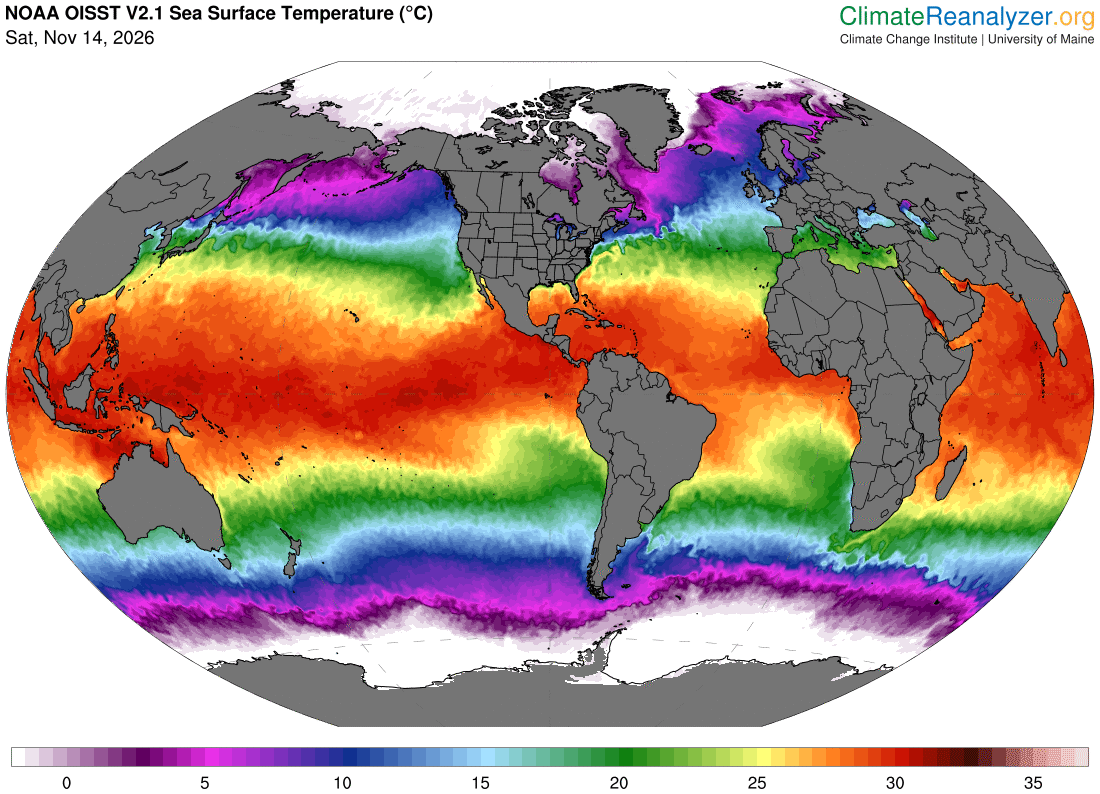 NOAA OISST V2.1 Sea Surface Temperature (°C)
Sat, Nov 14, 2026
ClimateReanalyzer.org
Climate Change Institute | University of Maine
0 5 10 15 20 25 30 35